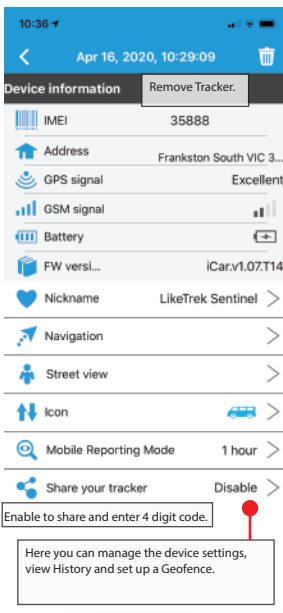 10:36
Apr 16, 2020, 10:29:09
Device information
Remove Tracker.
IMEI 35888
Address Frankston South VIC 3...
GPS signal Excellent
GSM signal
Battery
FW versi... iCar.v1.07.T14
Nickname LikeTrek Sentinel
Navigation
Street view
Icon
Mobile Reporting Mode 1 hour
Share your tracker Disable
Enable to share and enter 4 digit code.
Here you can manage the device settings,
view History and set up a Geofence.